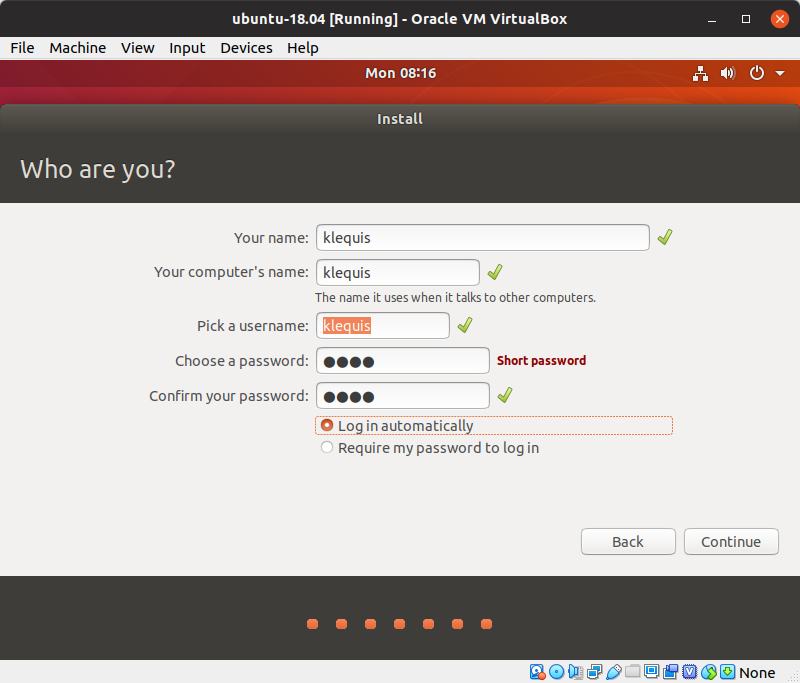 ubuntu-18.04 [Running] - Oracle VM VirtualBox
File Machine View Input Devices Help
Mon 08:16
Install
Who are you?
Your name: klequis
Your computer's name: klequis
The name it uses when it talks to other computers.
Pick a username: klequis
Choose a password: ●●●● Short password
Confirm your password: ●●●●
Log in automatically
Require my password to log in
Back Continue
None